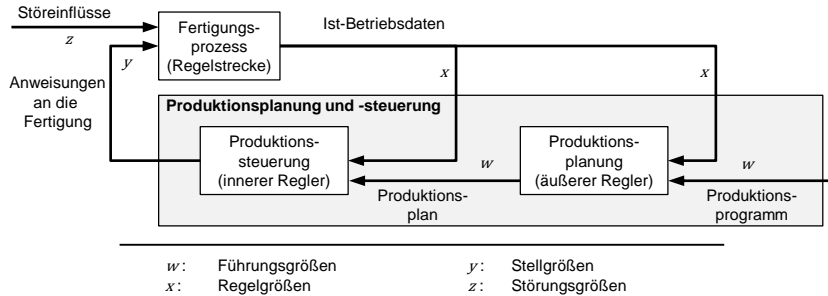 Störeinflüsse
z
y
Fertigungs-
prozess
(Regelstrecke)
Ist-Betriebsdaten
x
x
Anweisungen
an die
Fertigung
Produktionsplanung und -steuerung
Produktions-
steuerung
(innerer Regler)
w
Produktions-
plan
Produktions-
planung
(äußerer Regler)
w
Produktions-
programm
w: Führungsgrößen
y: Stellgrößen
x: Regelgrößen
z: Störungsgrößen